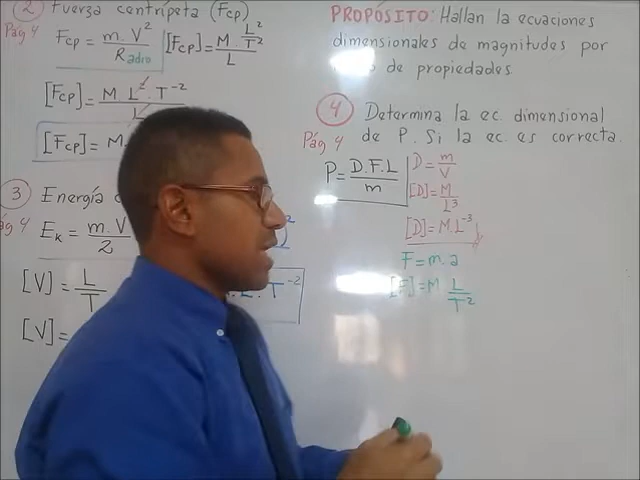 2 Fuerza centrípeta (Fcp)
Pág 4
Fcp = m.V² / Radio
[Fcp] = M. L²/T² / L
[Fcp] = M L². T⁻² / L
[Fcp] = M.
3 Energía
Pág 4
Eₖ = m.V / 2
[V] = L / T
[V] =
L. T⁻²
PROPÓSITO: Hallan la ecuaciones
dimensionales de magnitudes por
de propiedades.
4 Determina la ec. dimensional
Pág 4 de P. Si la ec. es correcta.
P = D.F.L / m
D = m / V
[D] = M / L³
[D] = M.L⁻³
F = m.a
[F] = M L / T²